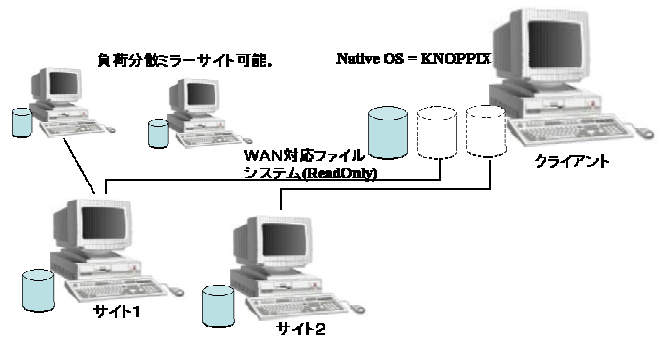 負荷分散ミラーサイト可能。
Native OS = KNOPPIX
WAN対応ファイル
システム(ReadOnly)
クライアント
サイト1
サイト2